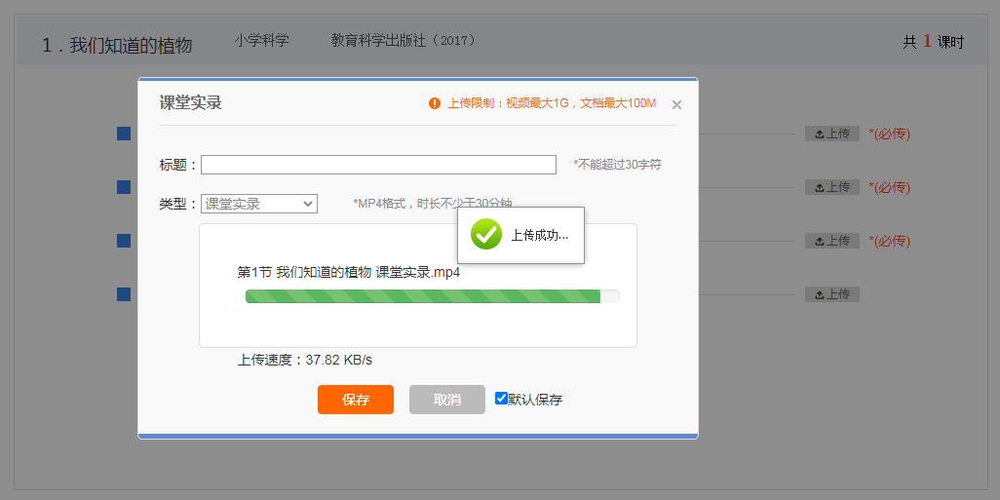 1．我们知道的植物 小学科学 教育科学出版社（2017） 共 1 课时
课堂实录 上传限制：视频最大1G，文档最大100M ×
上传 *(必传)
标题： *不能超过30字符
类型： 课堂实录 *MP4格式，时长不少于30分钟
上传 *(必传)
上传成功...
上传 *(必传)
第1节 我们知道的植物 课堂实录.mp4
上传
上传速度：37.82 KB/s
保存 取消 默认保存